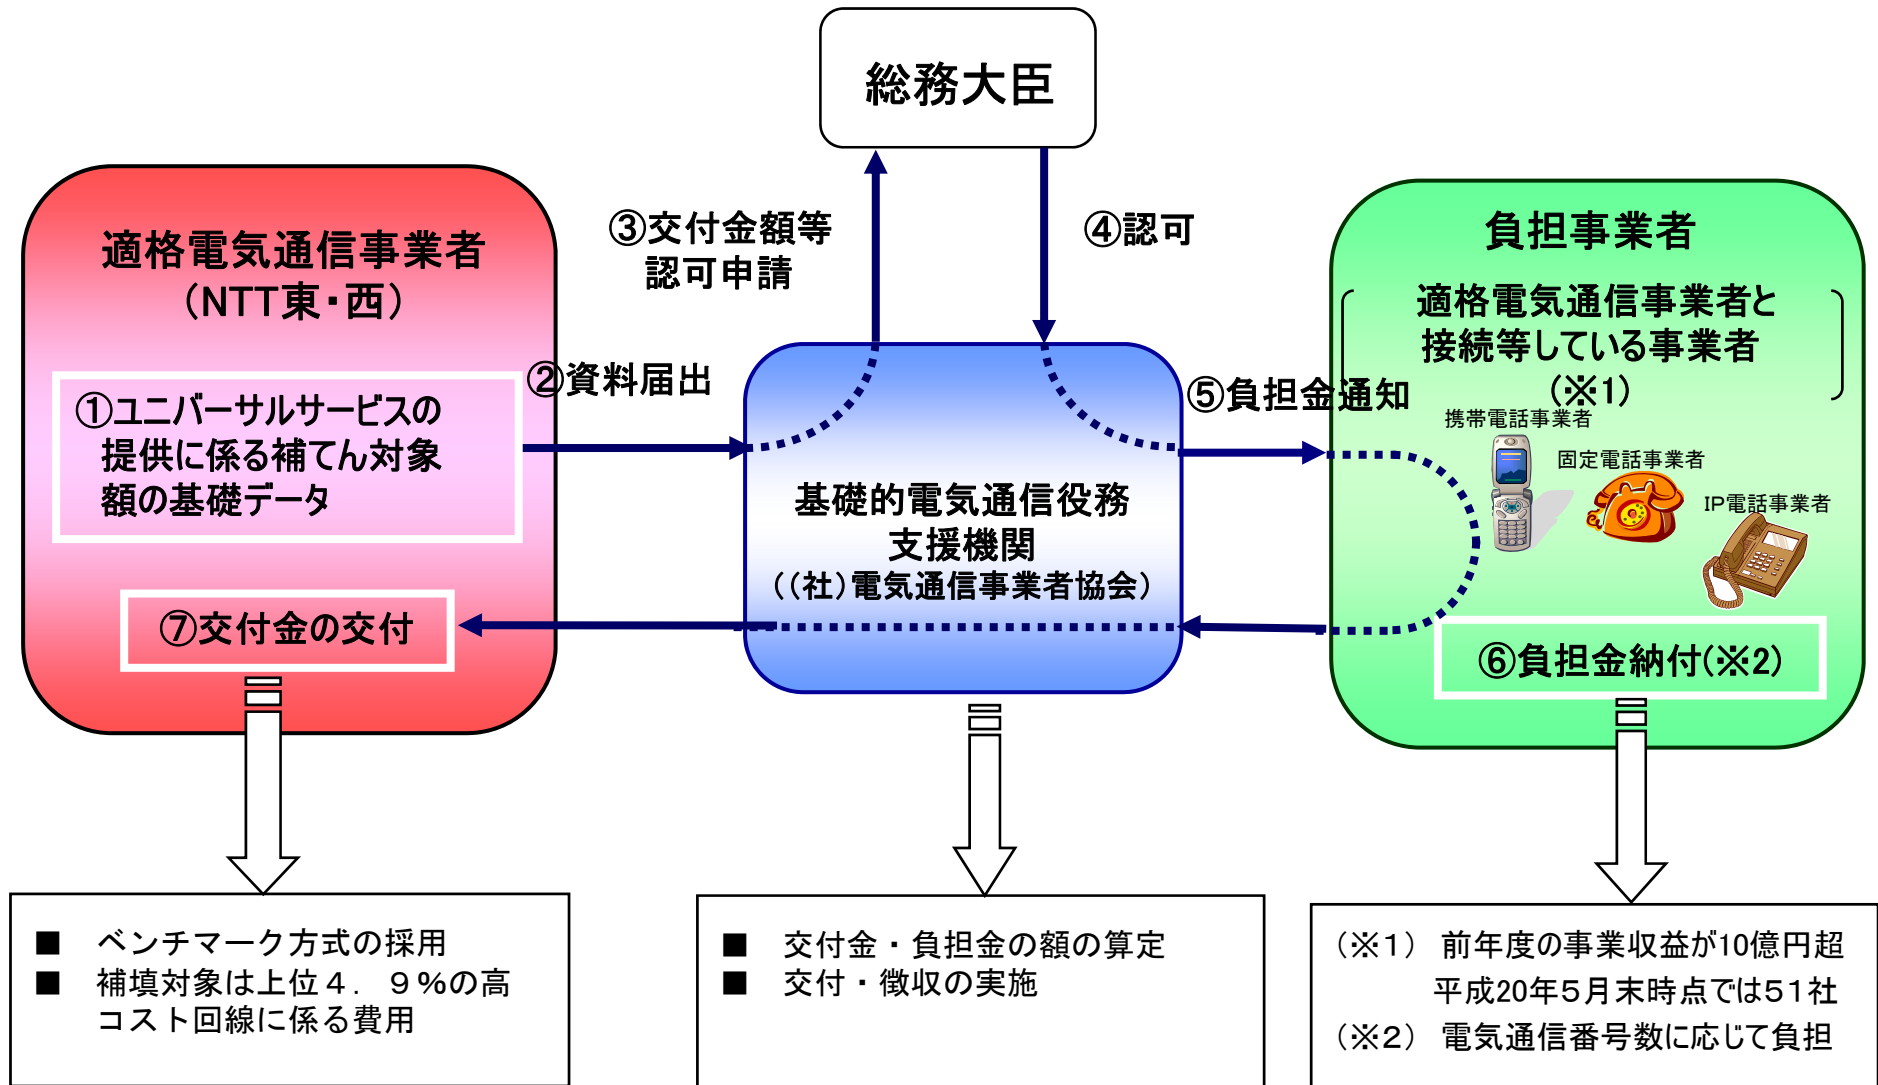 総務大臣
適格電気通信事業者
（NTT東・西）
①ユニバーサルサービスの
提供に係る補てん対象
額の基礎データ
⑦交付金の交付
②資料届出
③交付金額等
認可申請
④認可
基礎的電気通信役務
支援機関
（（社）電気通信事業者協会）
⑤負担金通知
負担事業者
適格電気通信事業者と
接続等している事業者
（※1）
携帯電話事業者
固定電話事業者
IP電話事業者
⑥負担金納付(※2)
■ ベンチマーク方式の採用
■ 補填対象は上位４．９％の高
コスト回線に係る費用
■ 交付金・負担金の額の算定
■ 交付・徴収の実施
（※１） 前年度の事業収益が10億円超
平成20年５月末時点では５１社
（※２） 電気通信番号数に応じて負担